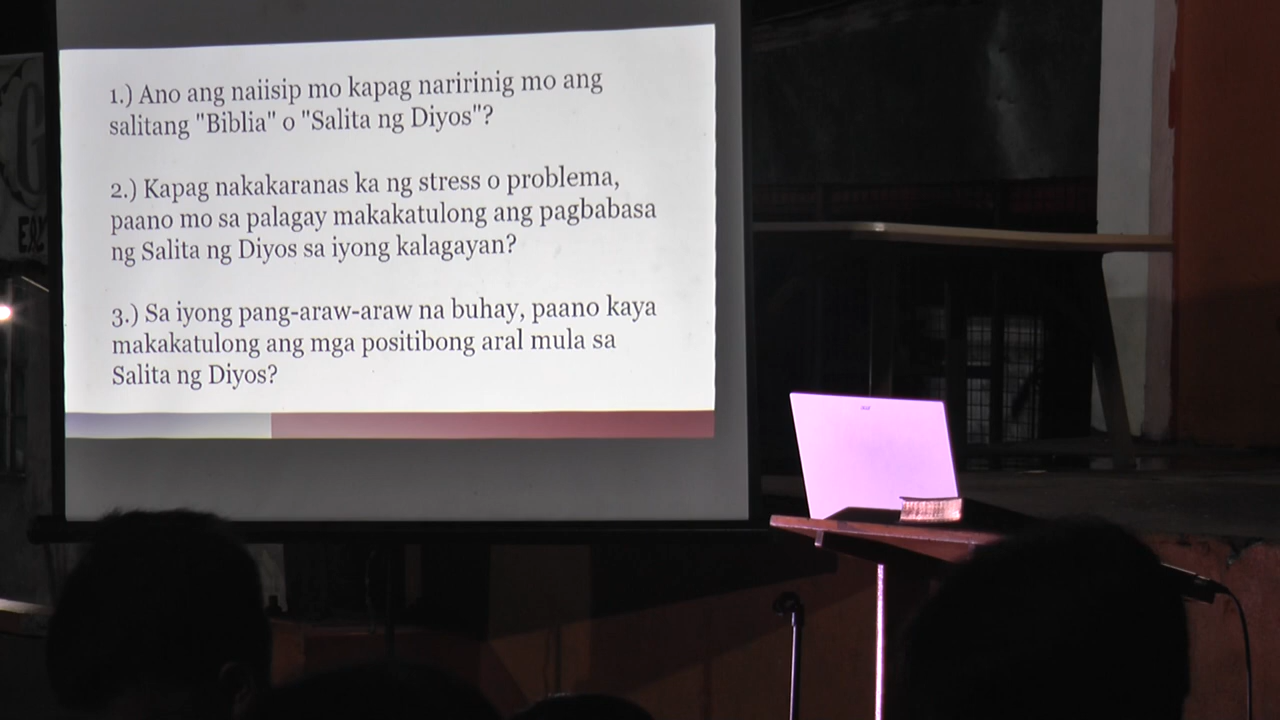 1.) Ano ang naiisip mo kapag naririnig mo ang
salitang "Biblia" o "Salita ng Diyos"?
2.) Kapag nakakaranas ka ng stress o problema,
paano mo sa palagay makakatulong ang pagbabasa
ng Salita ng Diyos sa iyong kalagayan?
3.) Sa iyong pang-araw-araw na buhay, paano kaya
makakatulong ang mga positibong aral mula sa
Salita ng Diyos?
acer